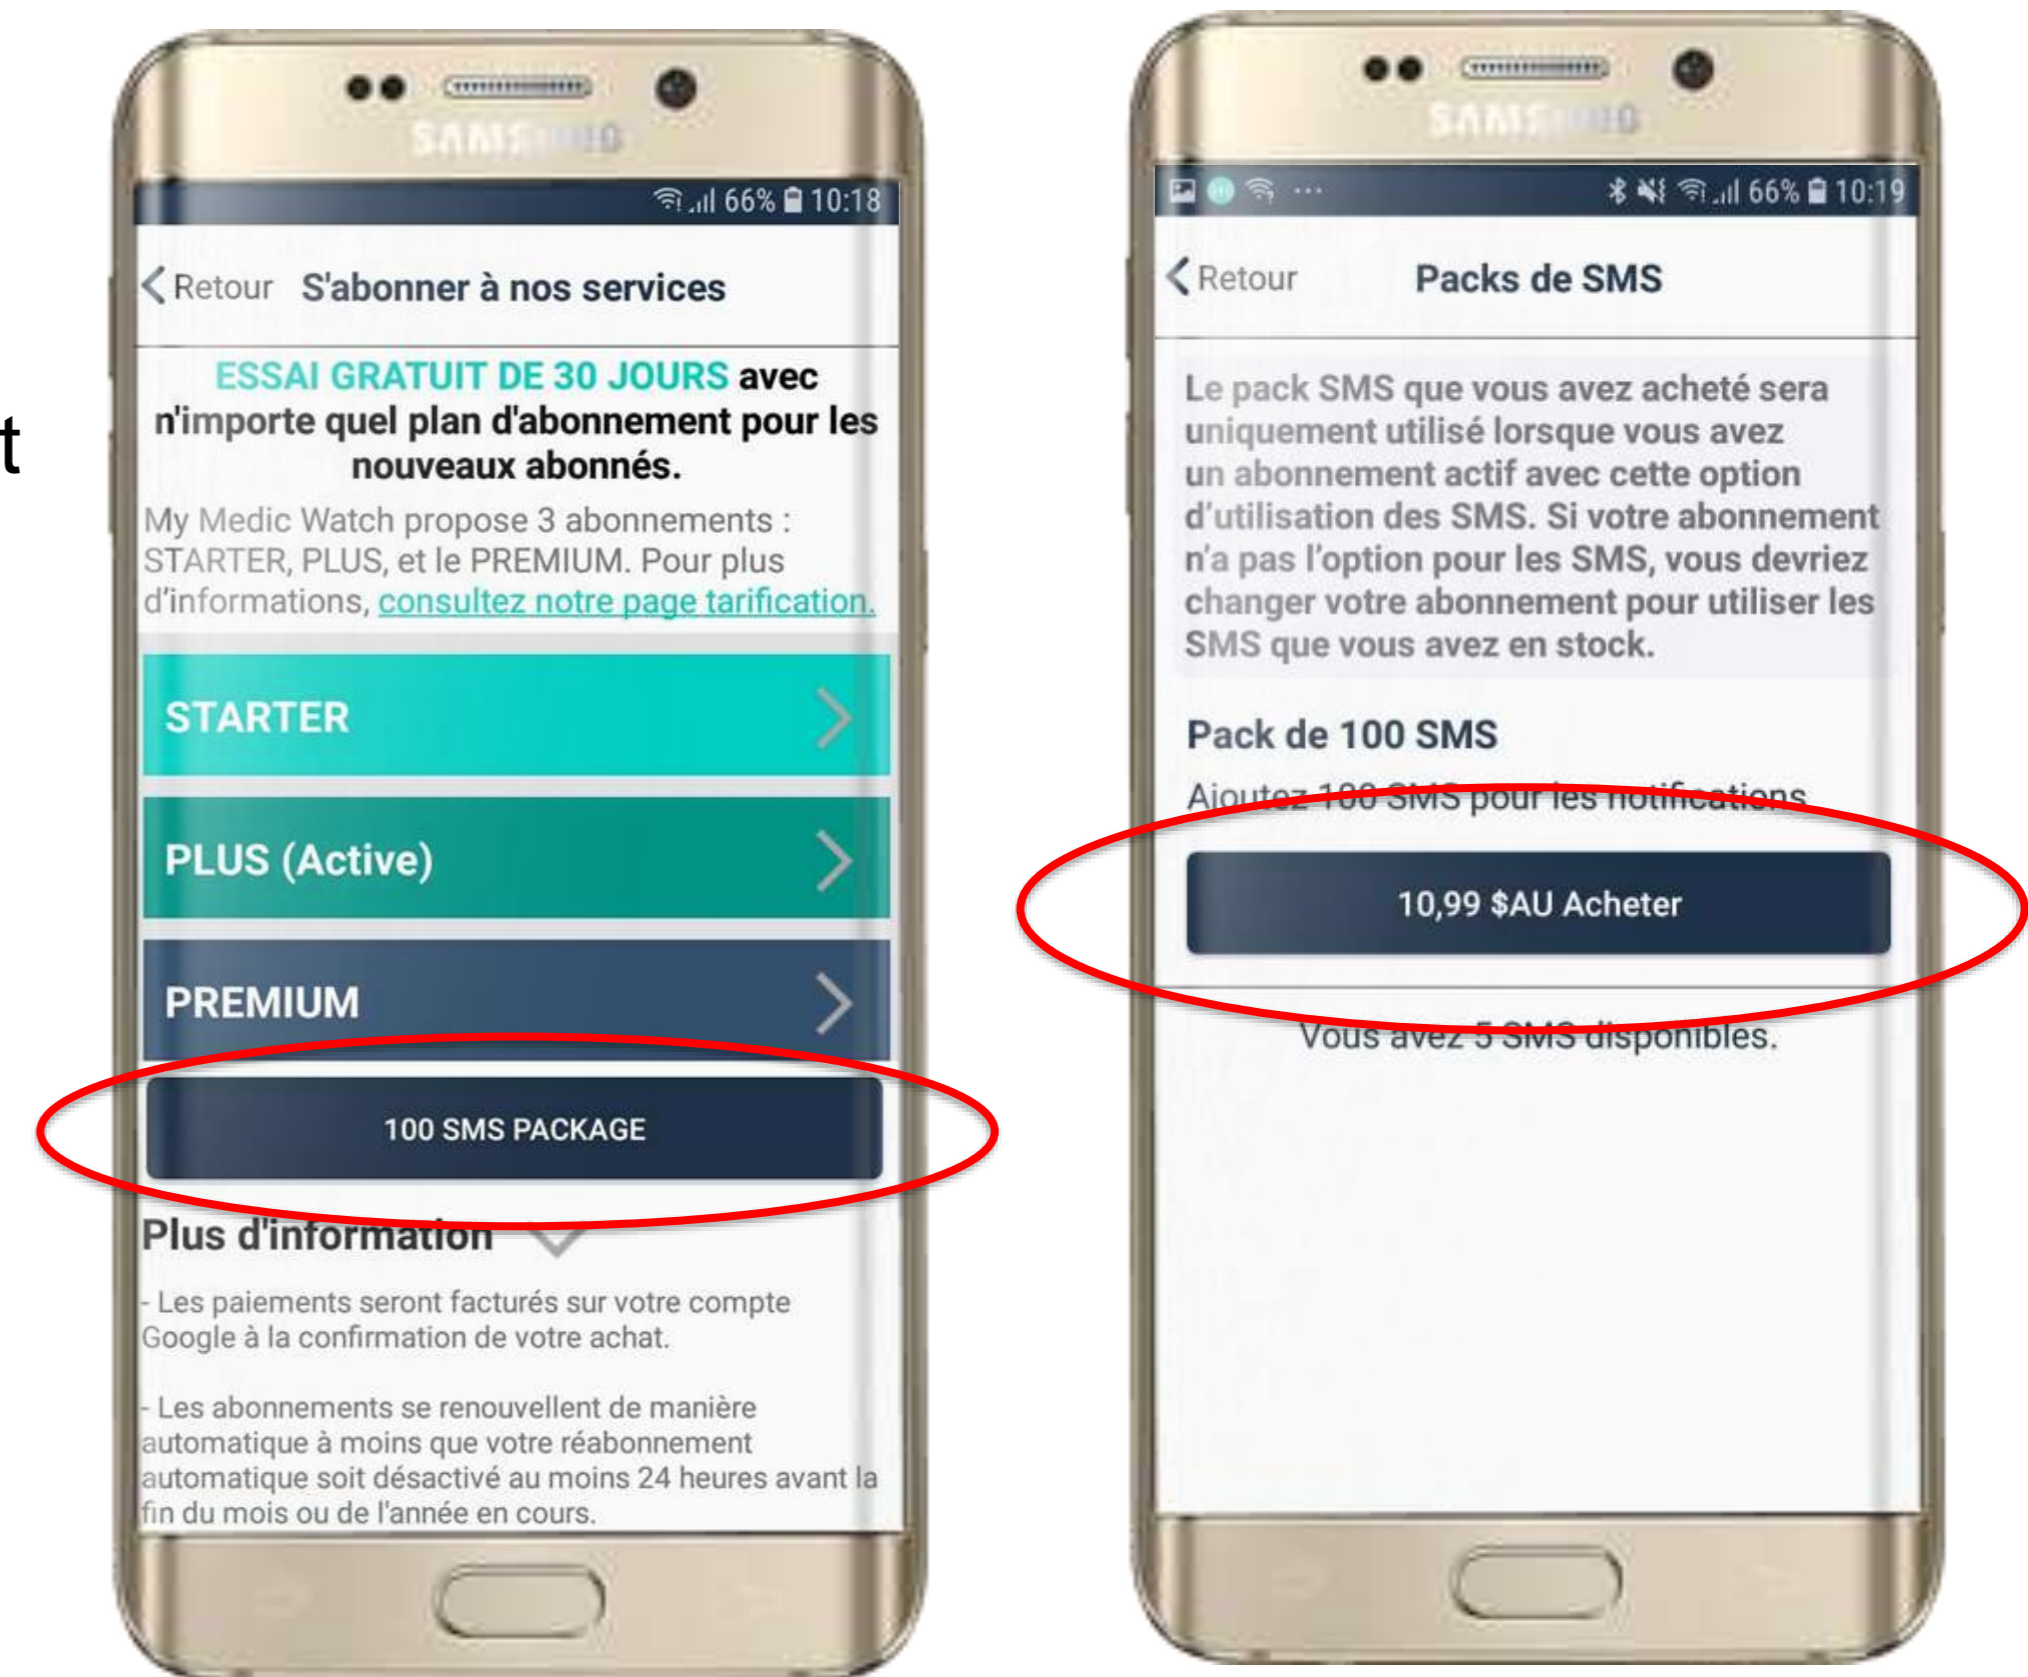 t
SAMSUNG
66% 10:18
Retour S'abonner à nos services
ESSAI GRATUIT DE 30 JOURS avec
n'importe quel plan d'abonnement pour les
nouveaux abonnés.
My Medic Watch propose 3 abonnements :
STARTER, PLUS, et le PREMIUM. Pour plus
d'informations, consultez notre page tarification.
STARTER
PLUS (Active)
PREMIUM
100 SMS PACKAGE
Plus d'information
- Les paiements seront facturés sur votre compte
Google à la confirmation de votre achat.
- Les abonnements se renouvellent de manière
automatique à moins que votre réabonnement
automatique soit désactivé au moins 24 heures avant la
fin du mois ou de l'année en cours.
SAMSUNG
66% 10:19
Retour Packs de SMS
Le pack SMS que vous avez acheté sera
uniquement utilisé lorsque vous avez
un abonnement actif avec cette option
d'utilisation des SMS. Si votre abonnement
n'a pas l'option pour les SMS, vous devriez
changer votre abonnement pour utiliser les
SMS que vous avez en stock.
Pack de 100 SMS
Ajoutez 100 SMS pour les notifications
10,99 $AU Acheter
Vous avez 5 SMS disponibles.